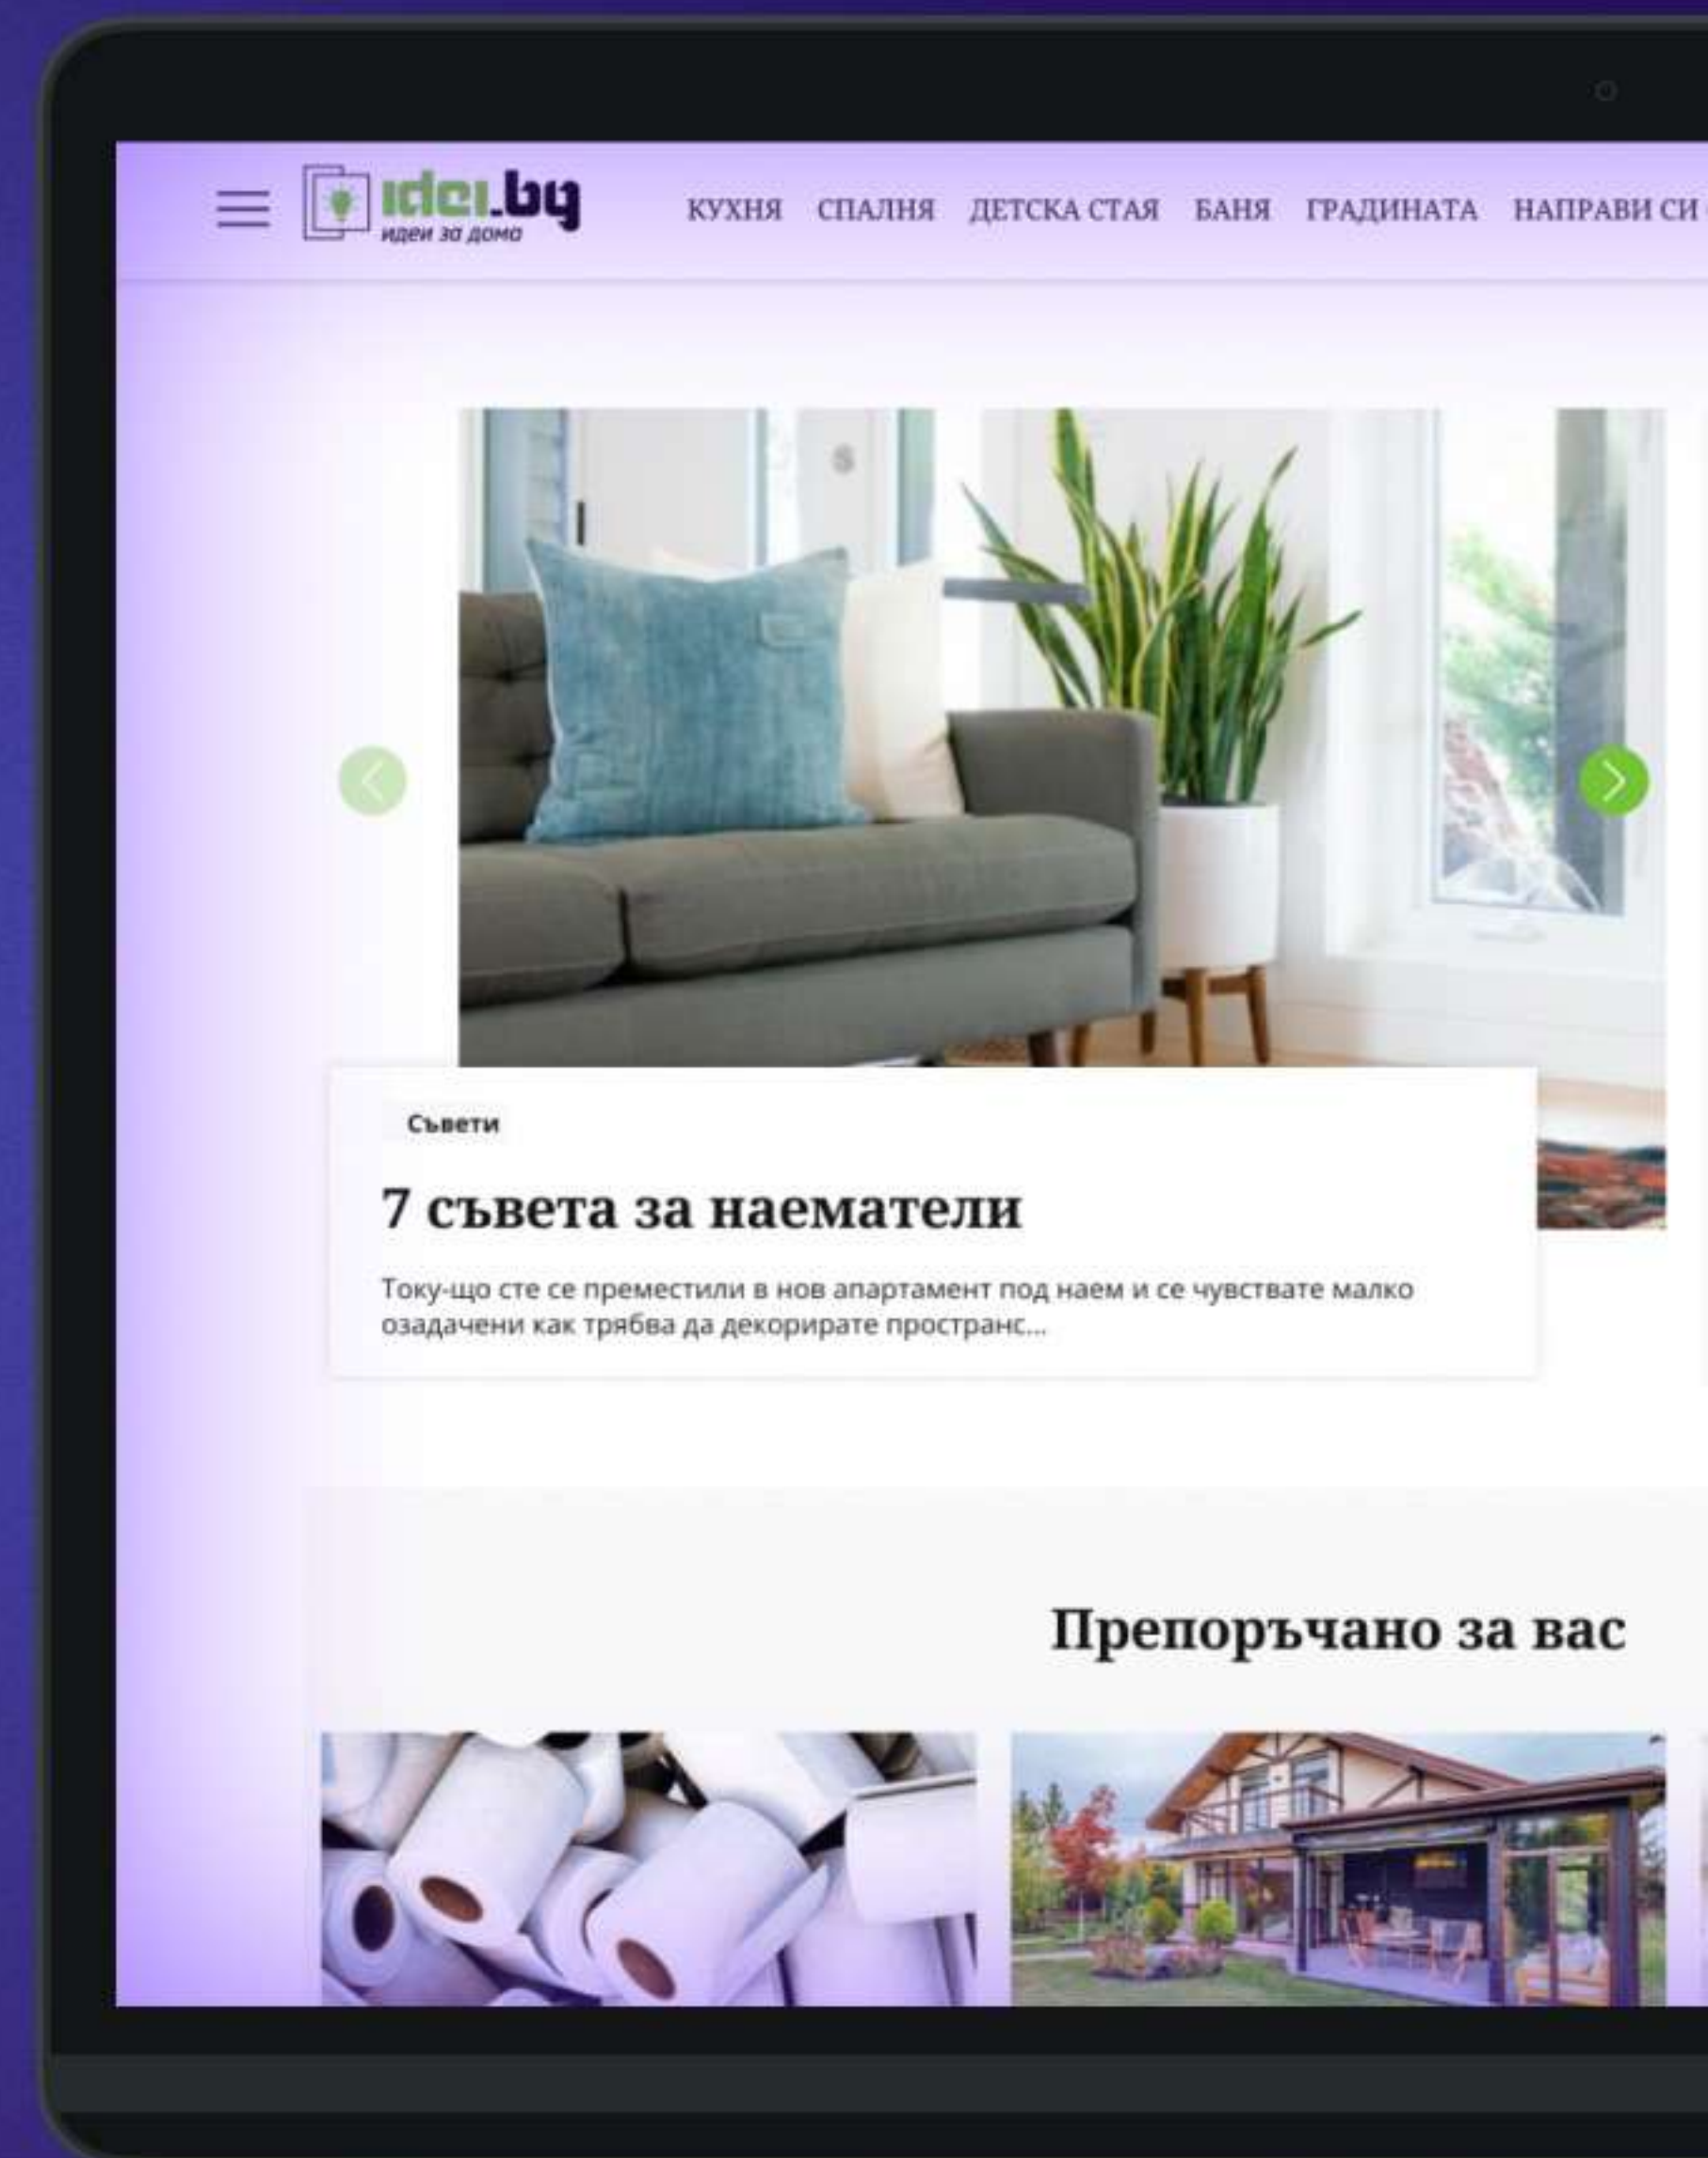 idei.bg
идеи за дома
КУХНЯ СПАЛНЯ ДЕТСКА СТАЯ БАНЯ ГРАДИНАТА НАПРАВИ СИ
Съвети
7 съвета за наематели
Току-що сте се преместили в нов апартамент под наем и се чувствате малко
озадачени как трябва да декорирате пространс...
Препоръчано за вас